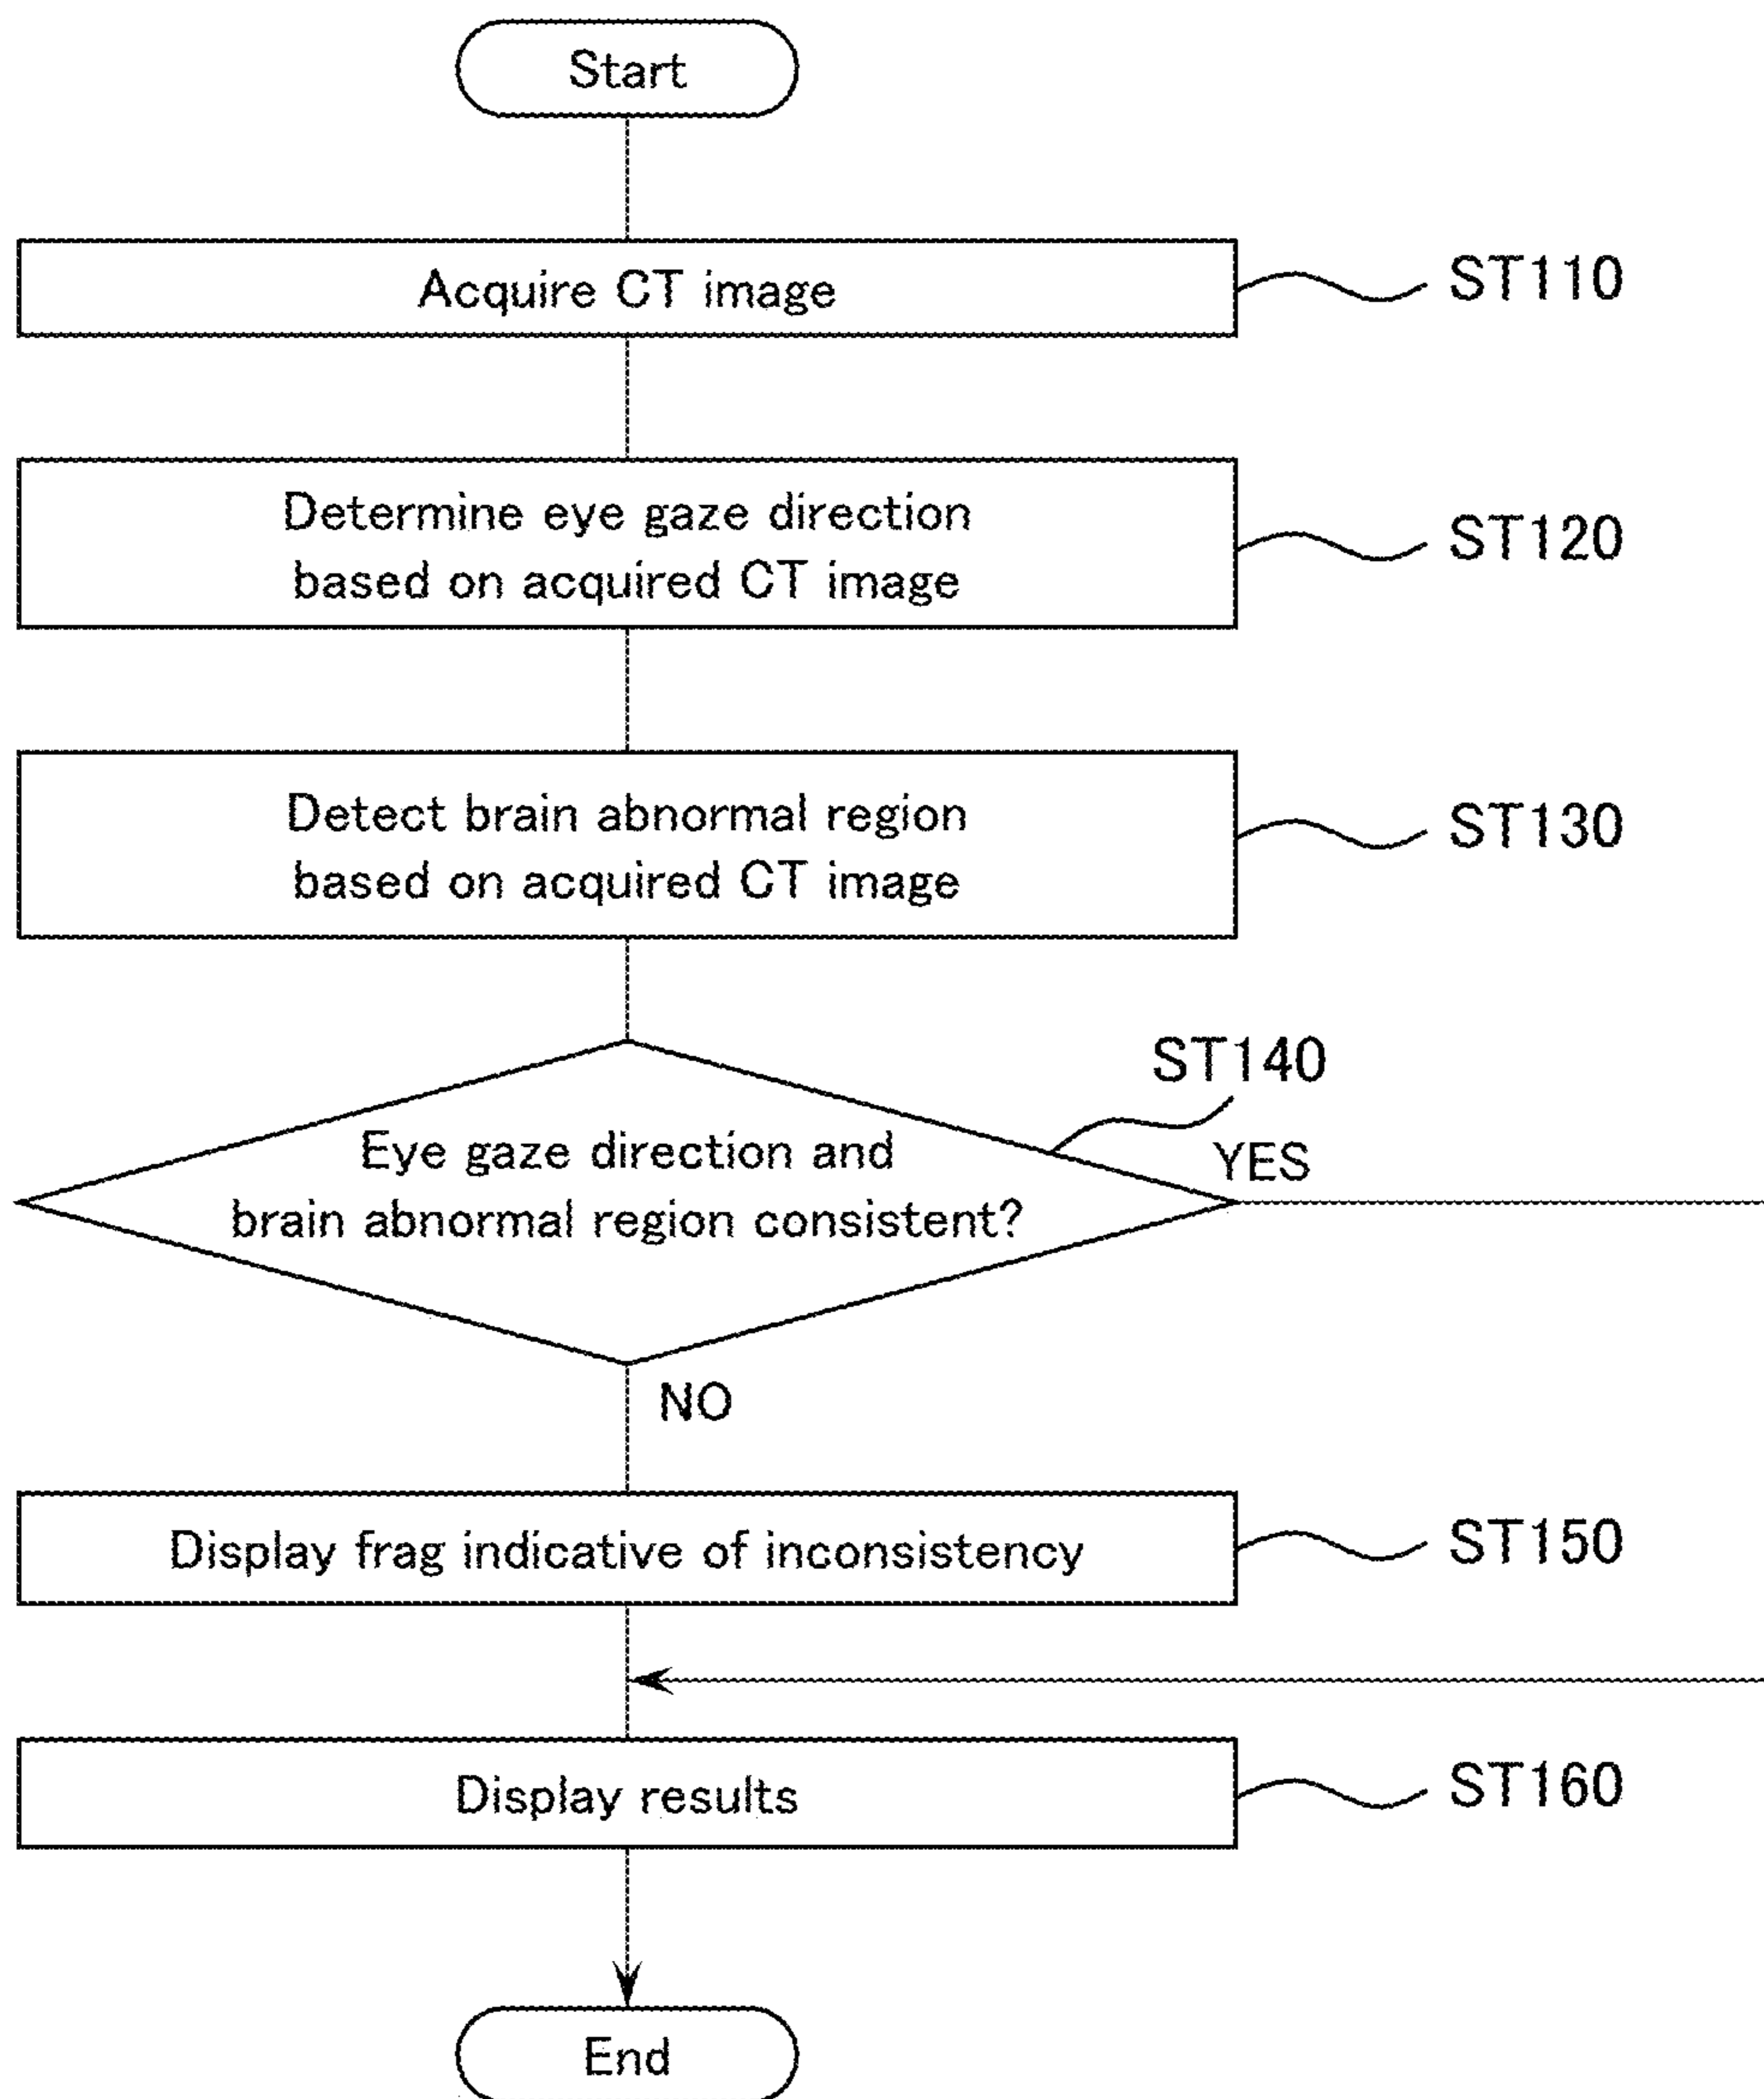 Start
Acquire CT image
ST110
Determine eye gaze direction
based on acquired CT image
ST120
Detect brain abnormal region
based on acquired CT image
ST130
ST140
Eye gaze direction and
brain abnormal region consistent?
YES
NO
Display frag indicative of inconsistency
ST150
Display results
ST160
End